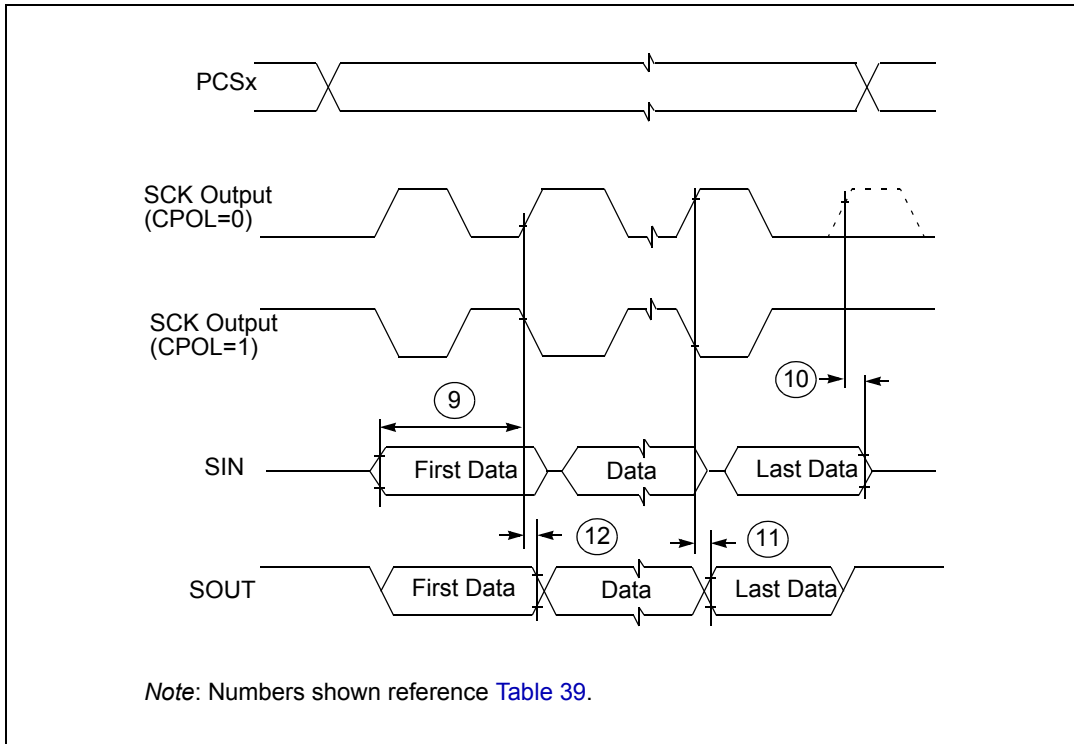 PCSx
SCK Output
(CPOL=0)
SCK Output
(CPOL=1)
10
9
SIN
First Data
Data
Last Data
12
11
SOUT
First Data
Data
Last Data
Note: Numbers shown reference Table 39.